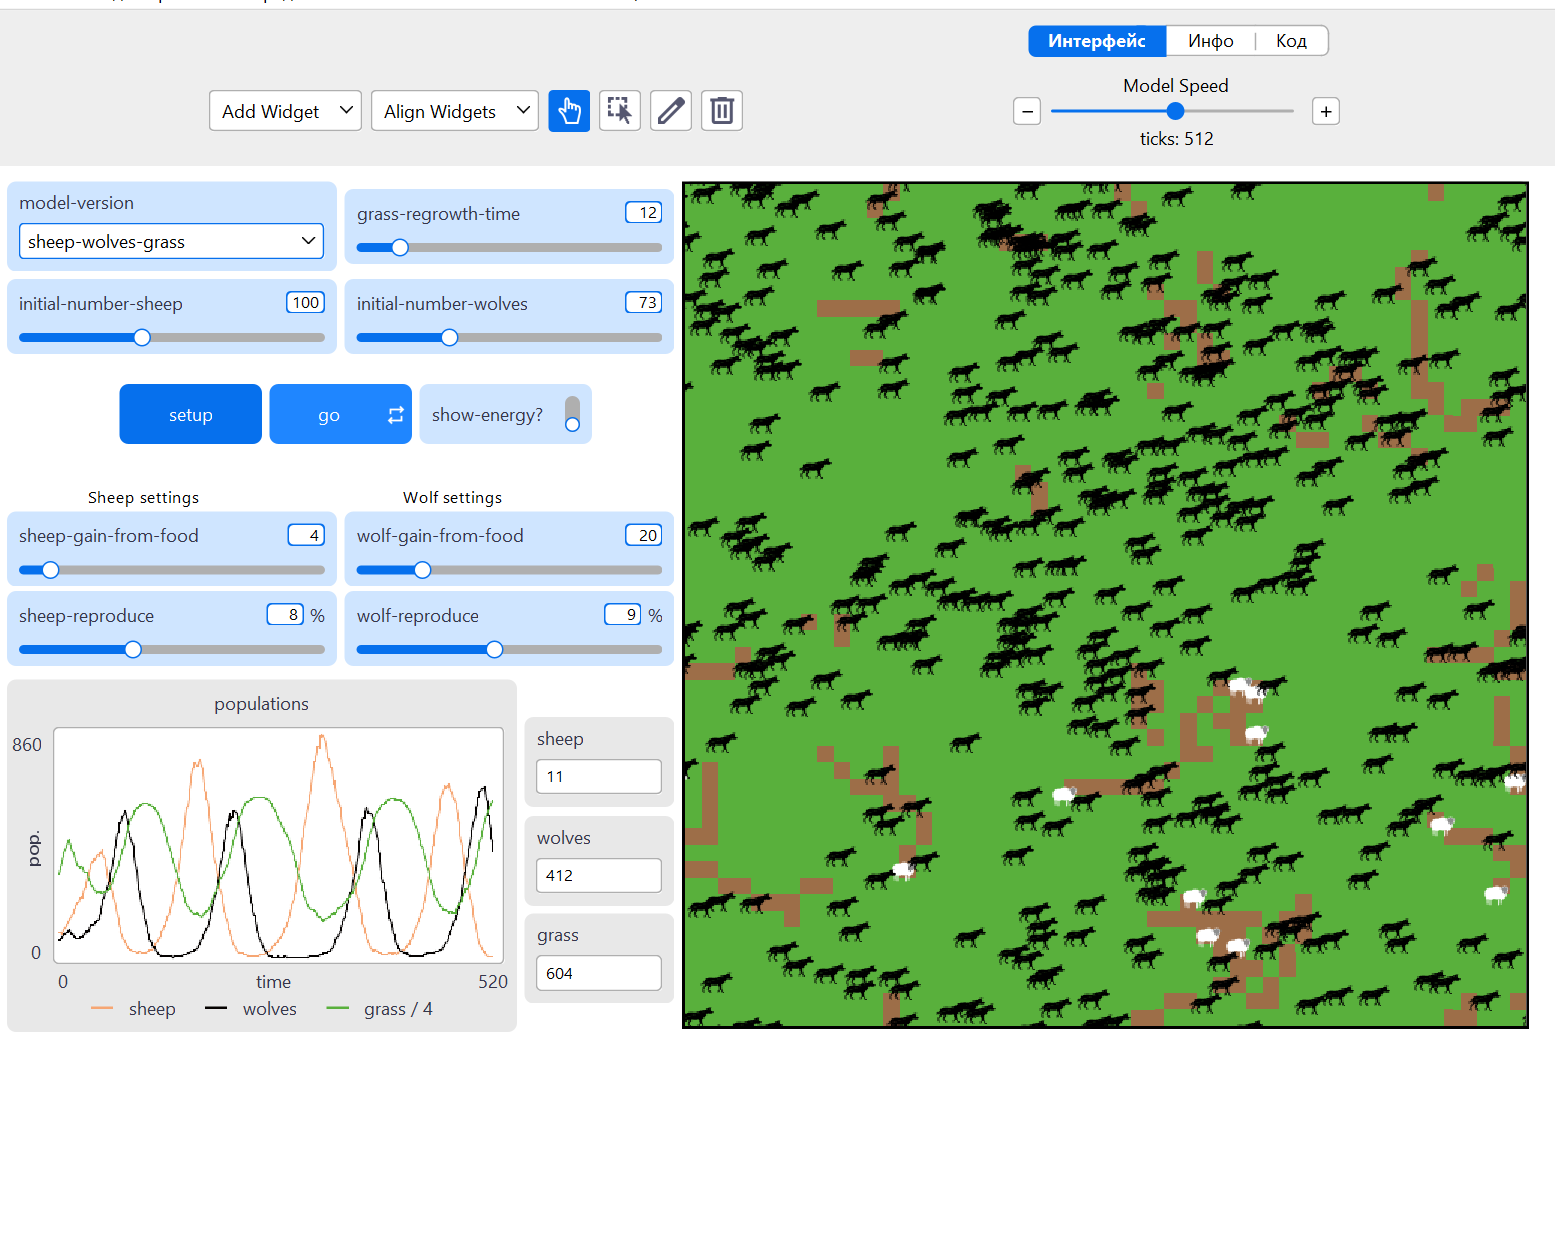 Интерфейс
Инфо
Код
Add Widget
Align Widgets
Model Speed
ticks: 512
model-version
sheep-wolves-grass
grass-regrowth-time
12
initial-number-sheep
100
initial-number-wolves
73
setup
go
show-energy?
Sheep settings
Wolf settings
sheep-gain-from-food
4
wolf-gain-from-food
20
sheep-reproduce
8 %
wolf-reproduce
9 %
populations
860
pop.
0
0
time
520
sheep
wolves
grass / 4
sheep
11
wolves
412
grass
604